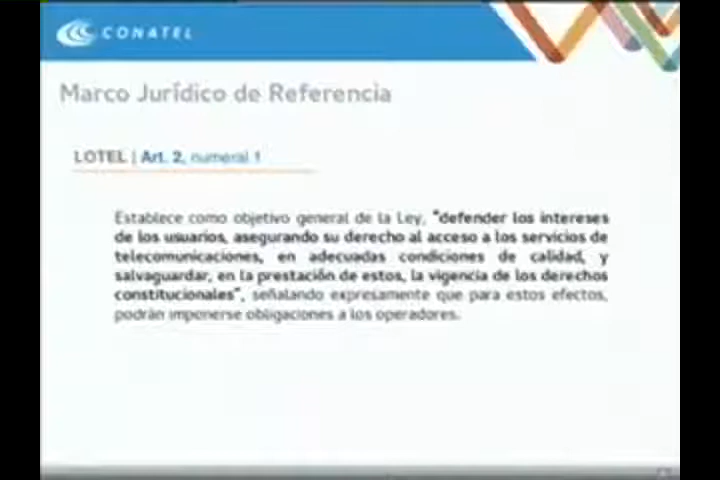 CONATEL
Marco Jurídico de Referencia
LOTEL | Art. 2, numeral 1
Establece como objetivo general de la Ley, "defender los intereses
de los usuarios, asegurando su derecho al acceso a los servicios de
telecomunicaciones, en adecuadas condiciones de calidad, y
salvaguardar, en la prestación de estos, la vigencia de los derechos
constitucionales", señalando expresamente que para estos efectos,
podrán imponerse obligaciones a los operadores.